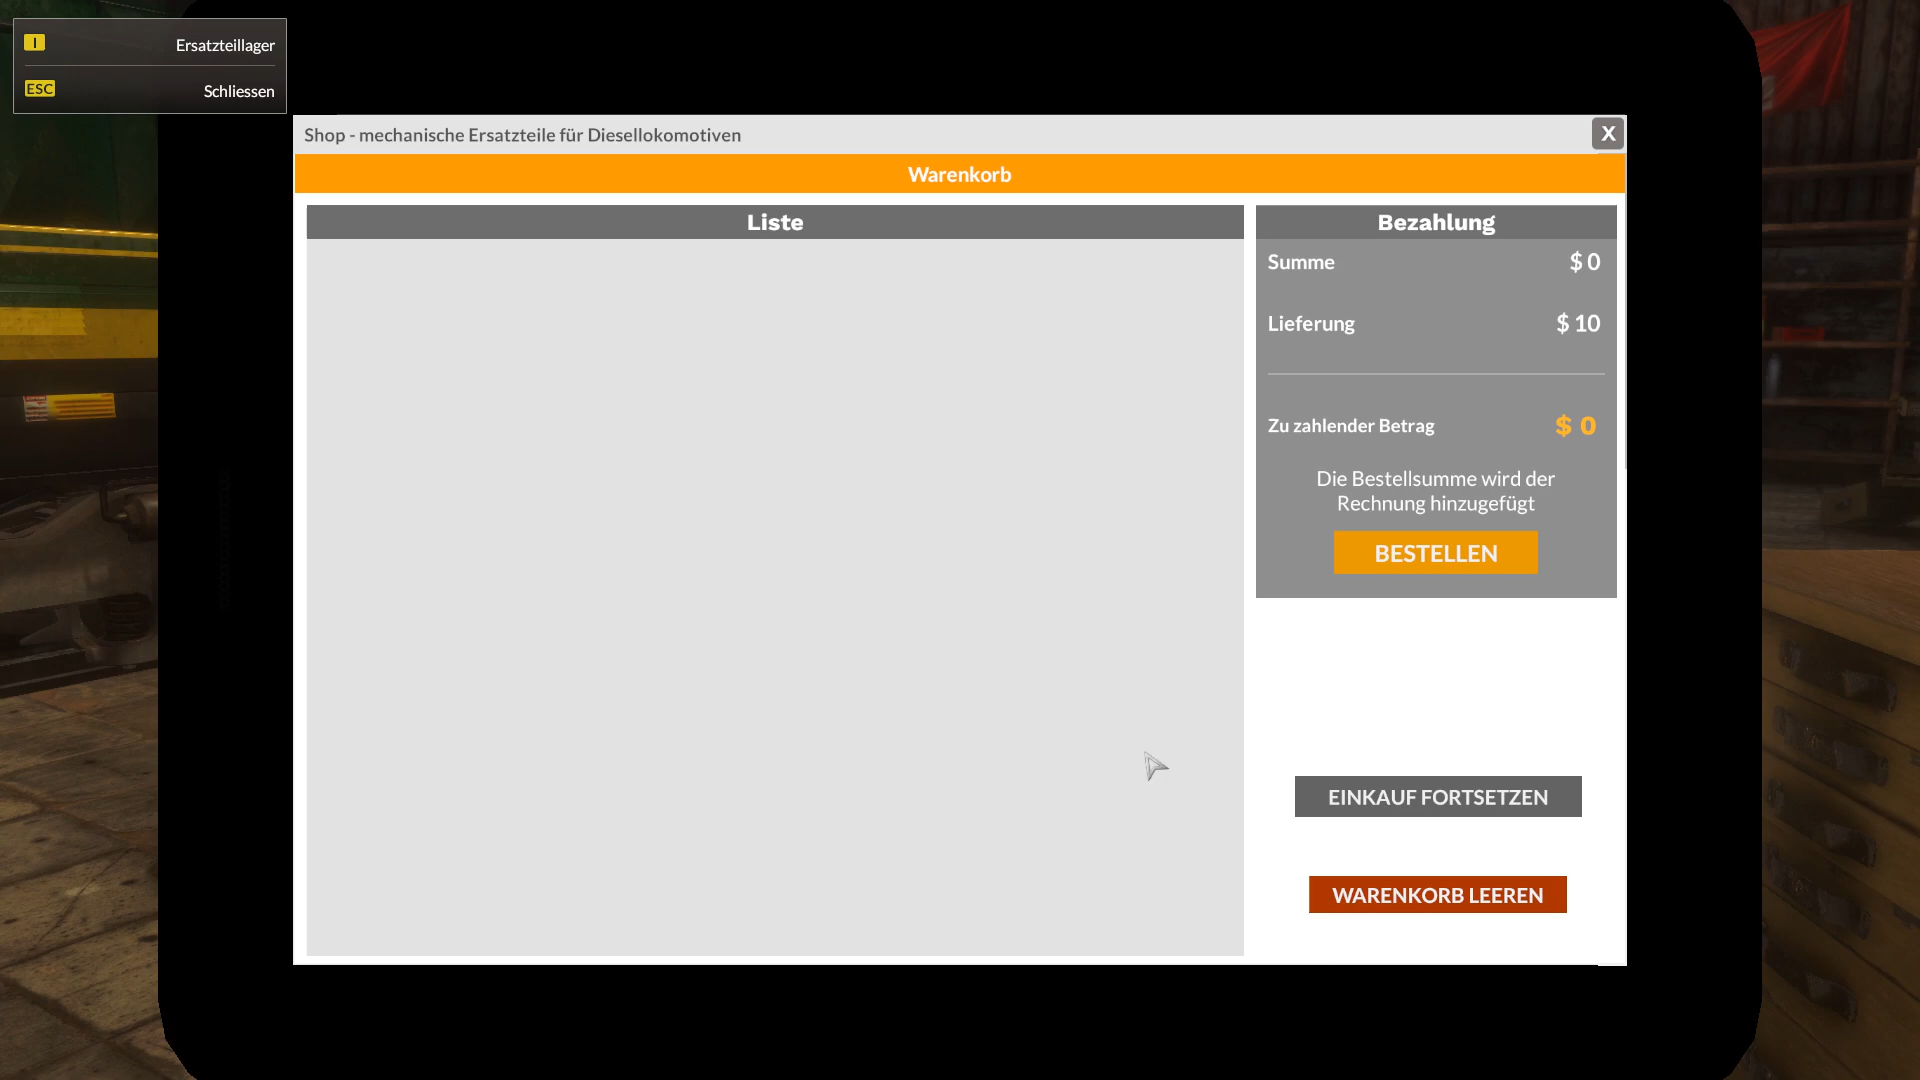 I Ersatzteillager
ESC Schliessen
Shop - mechanische Ersatzteile für Diesellokomotiven
X
Warenkorb
Liste
Bezahlung
Summe $ 0
Lieferung $ 10
Zu zahlender Betrag $ 0
Die Bestellsumme wird der
Rechnung hinzugefügt
BESTELLEN
EINKAUF FORTSETZEN
WARENKORB LEEREN